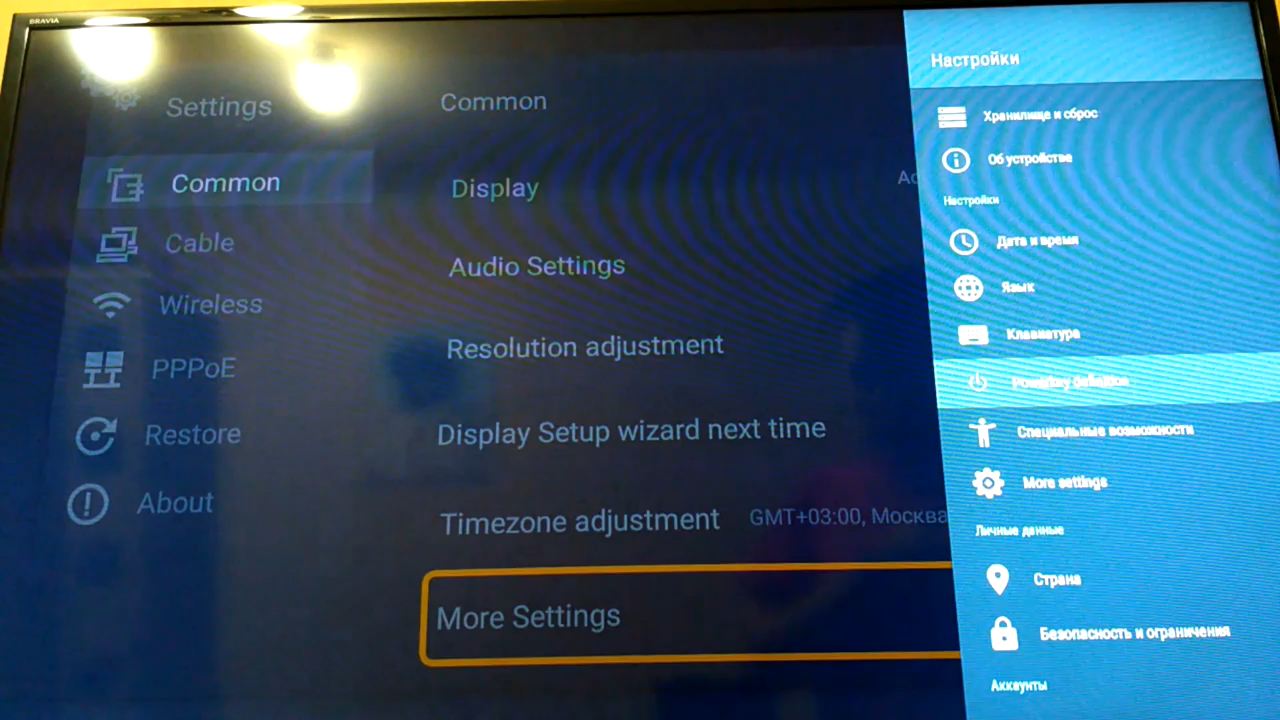 BRAVIA
Settings
Common
Cable
Wireless
PPPoE
Restore
About
Common
Display
Audio Settings
Resolution adjustment
Display Setup wizard next time
Timezone adjustment GMT+03:00, Москва
More Settings
Настройки
Хранилище и сброс
Об устройстве
Настройки
Дата и время
Язык
Клавиатура
Powerkey
Специальные возможности
More settings
Личные данные
Страна
Безопасность и ограничения
Аккаунты